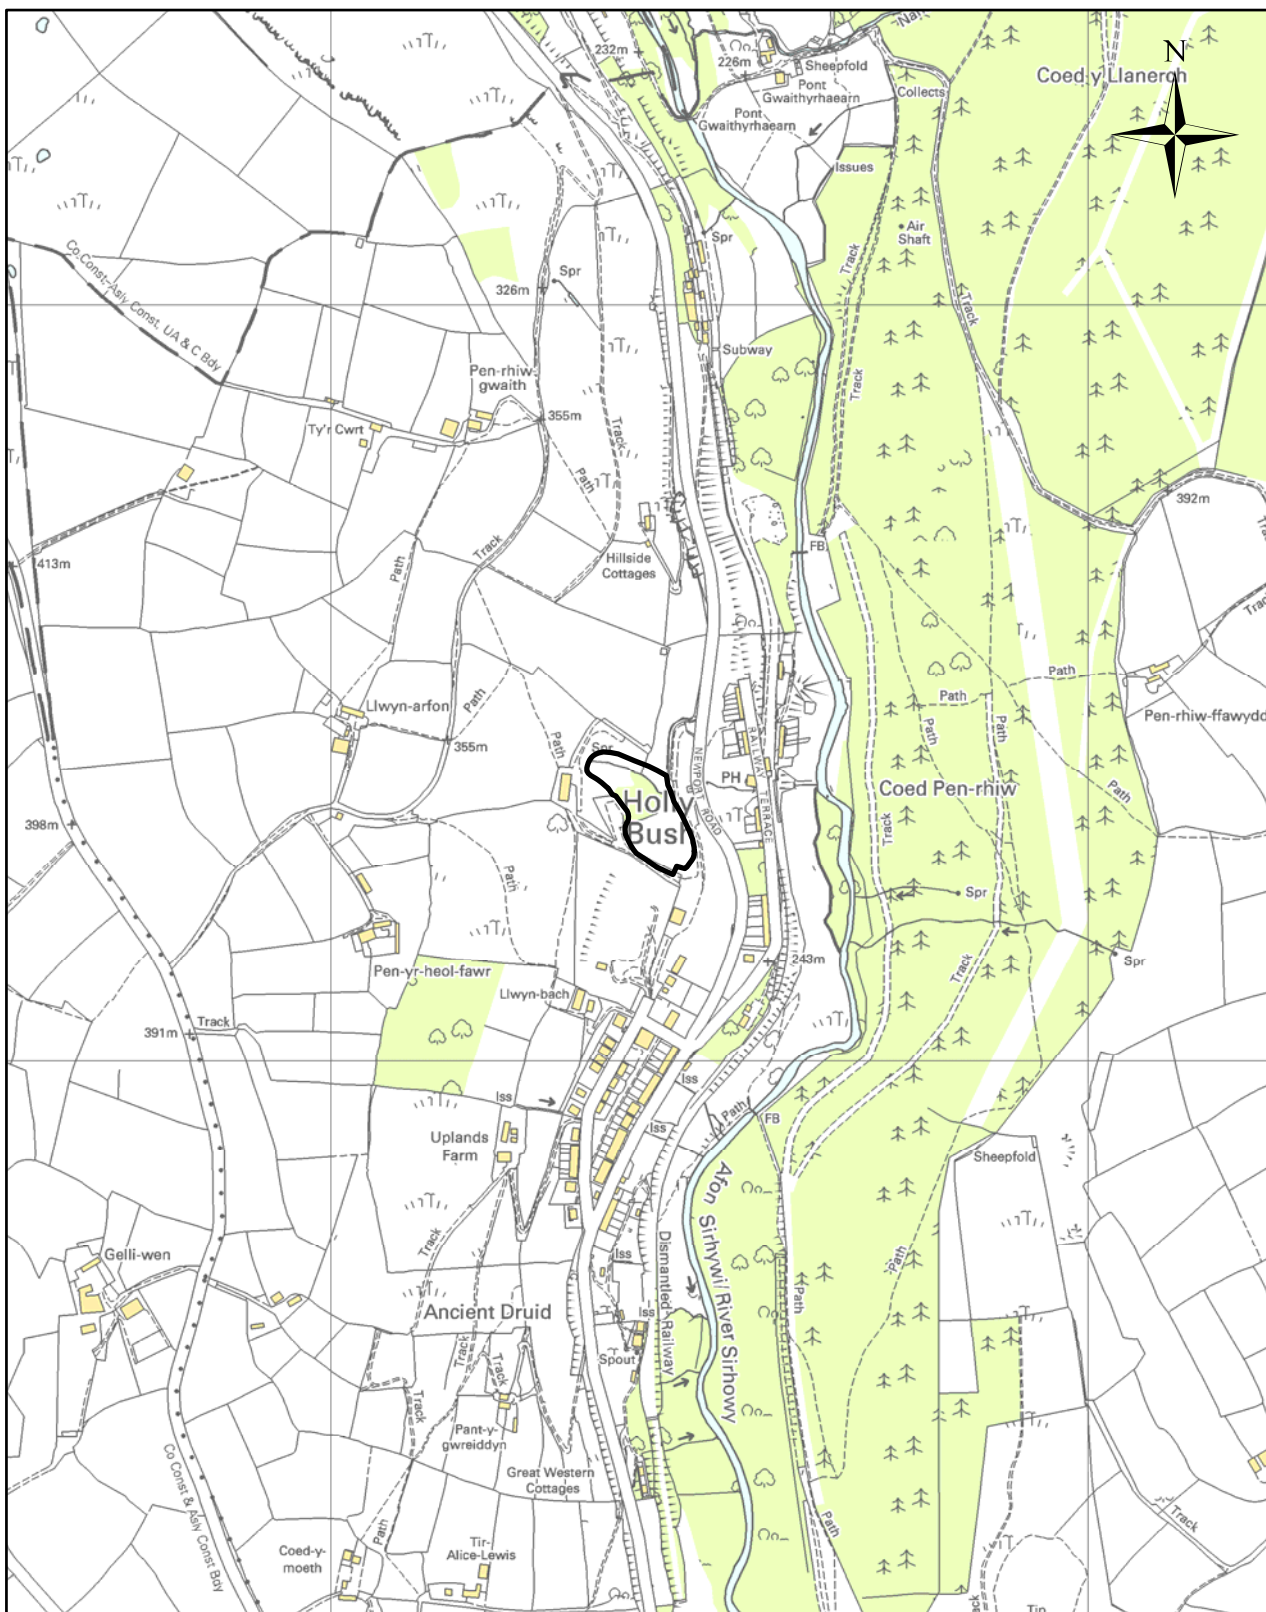 N
Coed y Llanerch
232m
226m
Sheepfold
Pont
Gwaithyrhaearn
Pont
Gwaithyrhaearn
Collects
Issues
Air
Shaft
Track
Track
Spr
Co Const, Asly Const, UA & C Bdy
Spr
326m
Subway
Track
Pen-rhiw-
gwaith
355m
Ty'r Cwrt
Track
Path
392m
413m
Hillside
Cottages
FB
Track
Path
Track
Path
Path
Pen-rhiw-ffawydd
Llwyn-arfon
Path
355m
Path
Path
Path
Spr
NEWPORT ROAD
RAILWAY TERRACE
PH
Holly
Bush
Coed Pen-rhiw
Path
Track
398m
Path
Spr
Spr
243m
Track
Pen-yr-heol-fawr
Llwyn-bach
391m
Track
Iss
Iss
Iss
Path
FB
Uplands
Farm
Sheepfold
Afon Sirhywi/River Sirhowy
Track
Gelli-wen
Iss
Path
Path
Dismantled Railway
Ancient Druid
Iss
Spout
Track
Track
Track
Pant-y-
gwreiddyn
Great Western
Cottages
Co Const & Asly Const Bdy
Path
Path
Track
Coed-y-
moeth
Tir-
Alice-Lewis
Tip